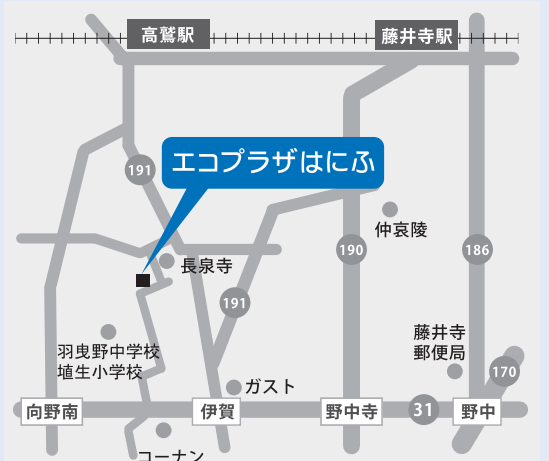 高鷲駅
藤井寺駅
エコプラザはにふ
191
仲哀陵
190
186
長泉寺
191
羽曳野中学校
埴生小学校
藤井寺
郵便局
170
ガスト
向野南
伊賀
野中寺
31
野中
コーナン